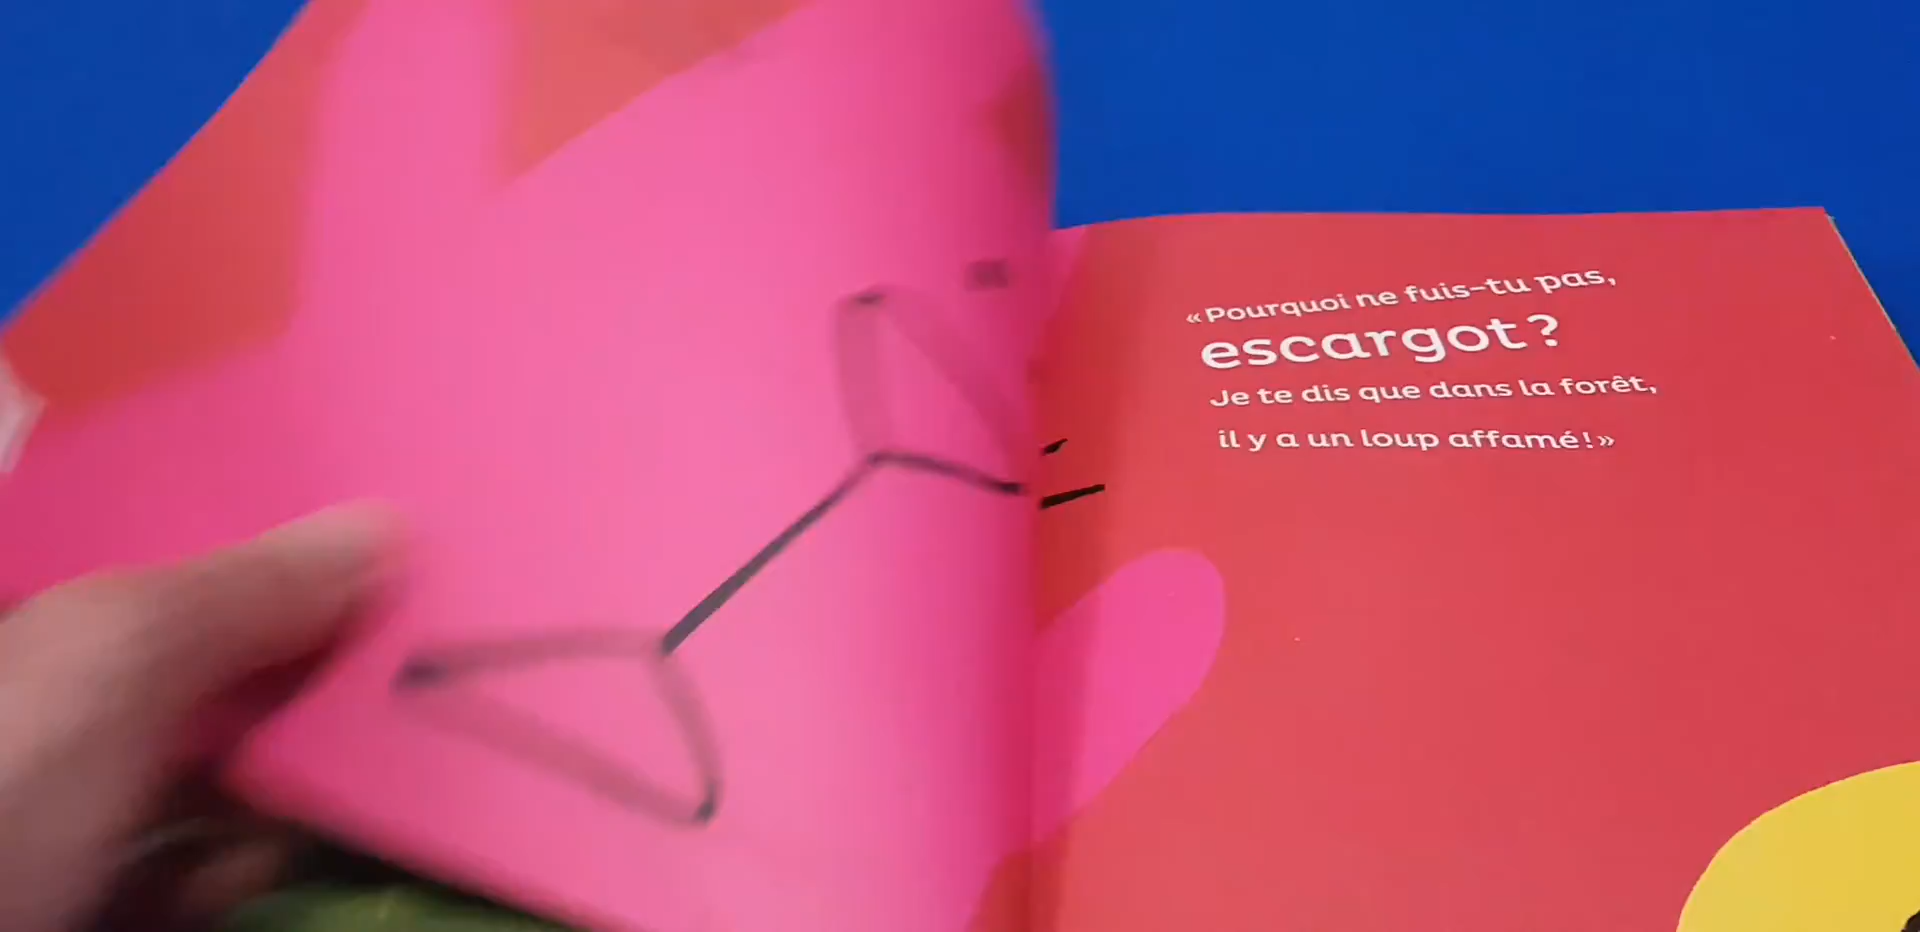 «Pourquoi ne fuis-tu pas,
escargot?
Je te dis que dans la forêt,
il y a un loup affamé!»